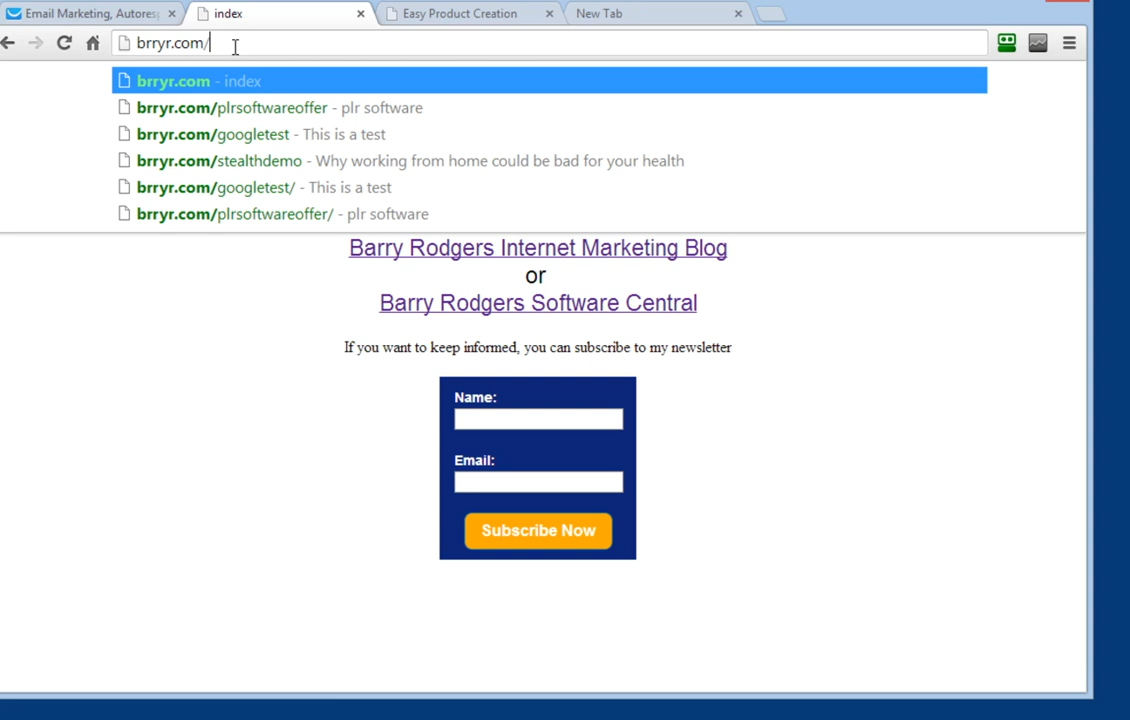 Email Marketing, Autoresp
index
Easy Product Creation
New Tab
brryr.com/
brryr.com - index
brryr.com/plrsoftwareoffer - plr software
brryr.com/googletest - This is a test
brryr.com/stealthdemo - Why working from home could be bad for your health
brryr.com/googletest/ - This is a test
brryr.com/plrsoftwareoffer/ - plr software
Barry Rodgers Internet Marketing Blog
or
Barry Rodgers Software Central
If you want to keep informed, you can subscribe to my newsletter
Name:
Email:
Subscribe Now